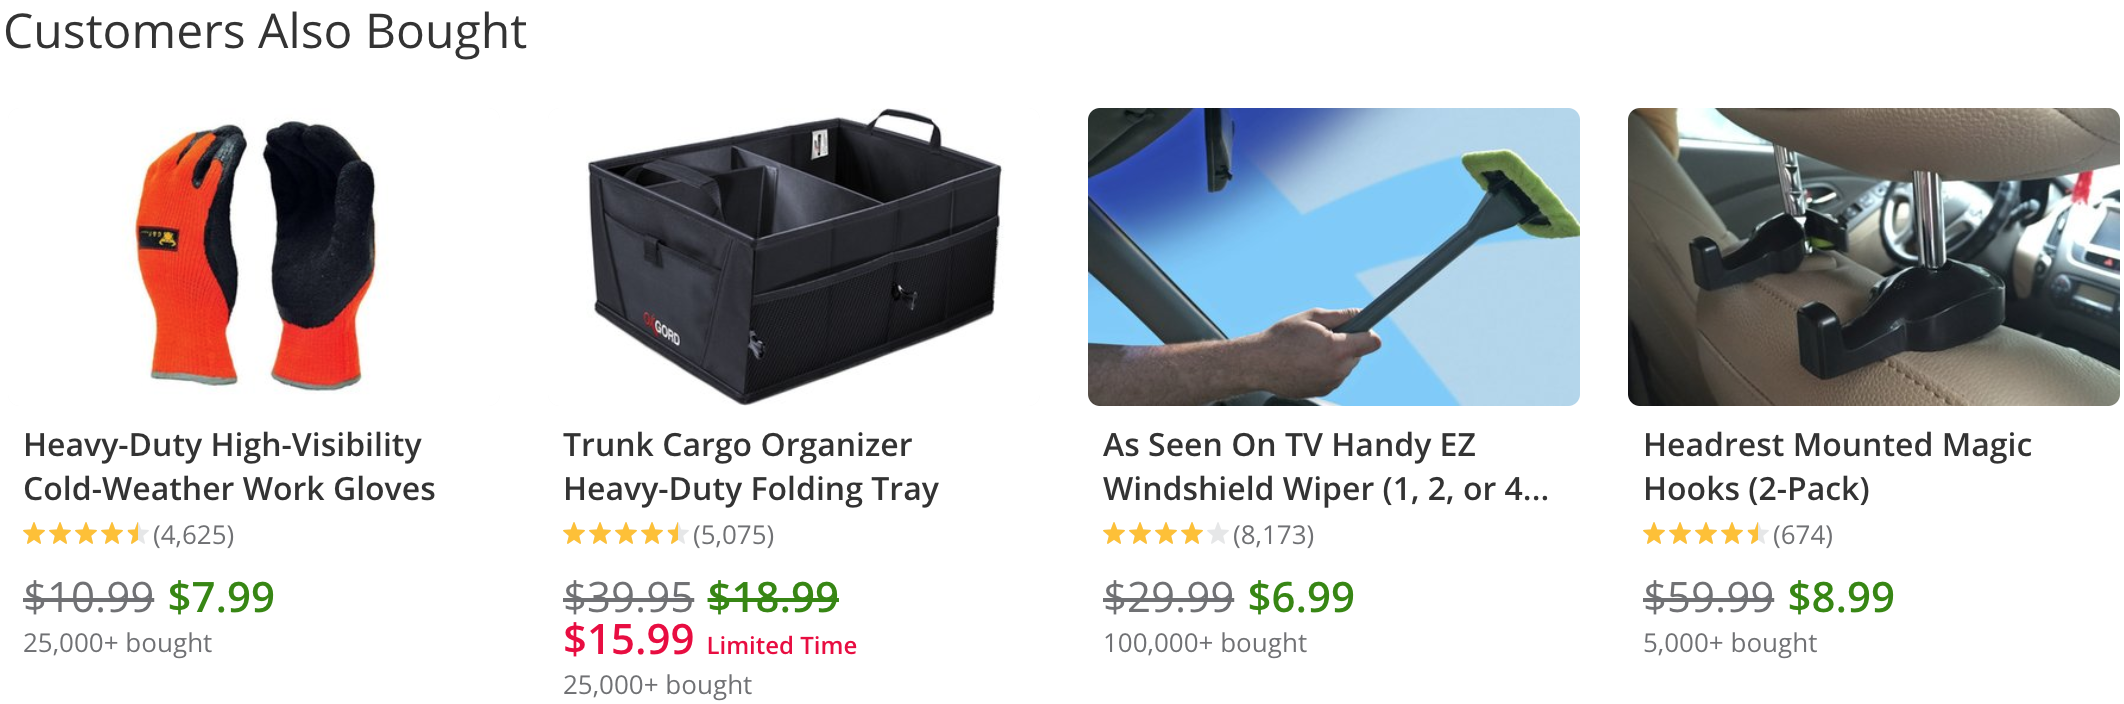 Customers Also Bought
GORD
Heavy-Duty High-Visibility
Cold-Weather Work Gloves
(4,625)
$10.99 $7.99
25,000+ bought
Trunk Cargo Organizer
Heavy-Duty Folding Tray
(5,075)
$39.95 $18.99
$15.99 Limited Time
25,000+ bought
As Seen On TV Handy EZ
Windshield Wiper (1, 2, or 4...
(8,173)
$29.99 $6.99
100,000+ bought
Headrest Mounted Magic
Hooks (2-Pack)
(674)
$59.99 $8.99
5,000+ bought